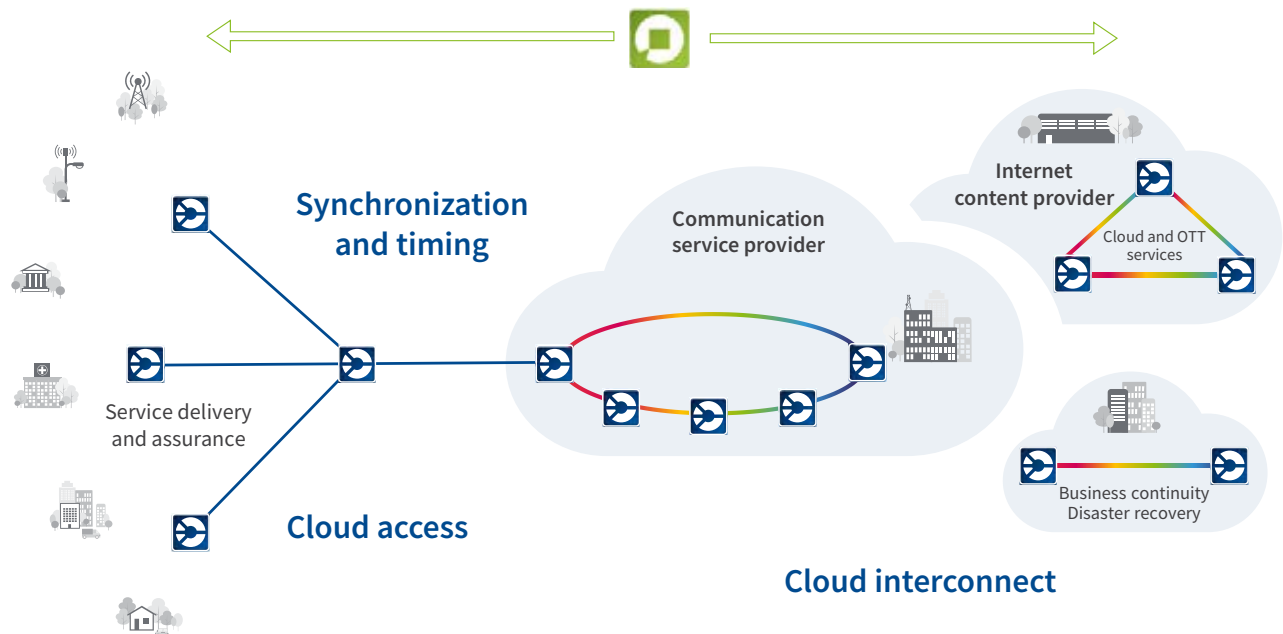 Synchronization
and timing
Communication
service provider
Internet
content provider
Cloud and OTT
services
Service delivery
and assurance
Business continuity
Disaster recovery
Cloud access
Cloud interconnect